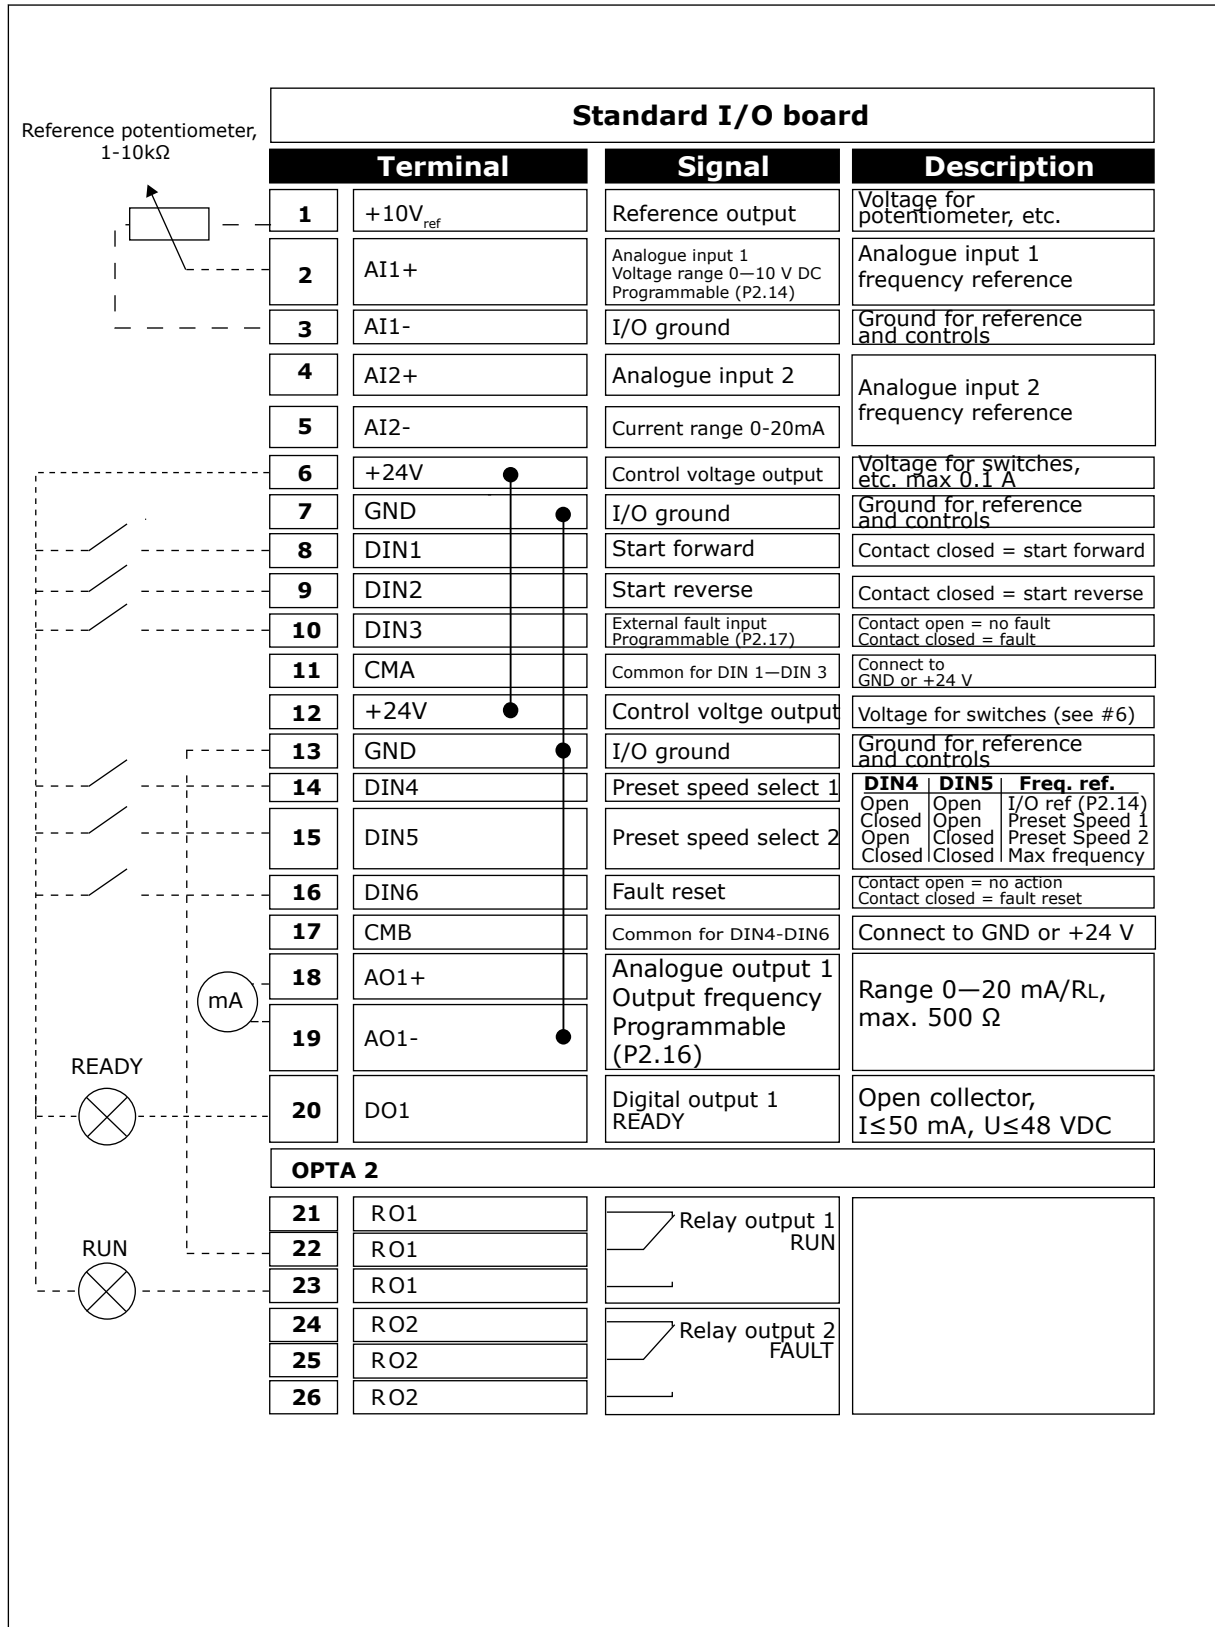 Standard I/O board
Reference potentiometer,
1-10kΩ
Terminal Signal Description
1 +10Vref Reference output Voltage for
potentiometer, etc.
2 AI1+ Analogue input 1
Voltage range 0—10 V DC
Programmable (P2.14)
Analogue input 1
frequency reference
3 AI1- I/O ground Ground for reference
and controls
4 AI2+ Analogue input 2
Analogue input 2
frequency reference
5 AI2- Current range 0-20mA
6 +24V Control voltage output Voltage for switches,
etc. max 0.1 A
7 GND I/O ground Ground for reference
and controls
8 DIN1 Start forward Contact closed = start forward
9 DIN2 Start reverse Contact closed = start reverse
10 DIN3 External fault input
Programmable (P2.17)
Contact open = no fault
Contact closed = fault
11 CMA Common for DIN 1—DIN 3 Connect to
GND or +24 V
12 +24V Control voltge output Voltage for switches (see #6)
13 GND I/O ground Ground for reference
and controls
14 DIN4 Preset speed select 1
15 DIN5 Preset speed select 2
DIN4 DIN5 Freq. ref.
Open Open I/O ref (P2.14)
Closed Open Preset Speed 1
Open Closed Preset Speed 2
Closed Closed Max frequency
16 DIN6 Fault reset Contact open = no action
Contact closed = fault reset
17 CMB Common for DIN4-DIN6 Connect to GND or +24 V
mA
18 AO1+
19 AO1-
Analogue output 1
Output frequency
Programmable
(P2.16)
Range 0—20 mA/RL,
max. 500 Ω
READY
20 DO1 Digital output 1
READY
Open collector,
I≤50 mA, U≤48 VDC
OPTA 2
21 RO1 Relay output 1
RUN
RUN
22 RO1
23 RO1
24 RO2 Relay output 2
FAULT
25 RO2
26 RO2